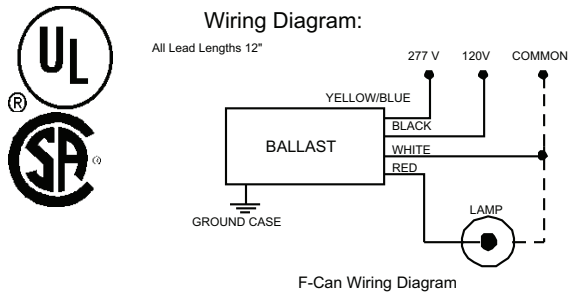 Wiring Diagram:
UL
®
All Lead Lengths 12"
277 V 120V COMMON
YELLOW/BLUE
BLACK
BALLAST
WHITE
RED
SA
GROUND CASE
LAMP
F-Can Wiring Diagram